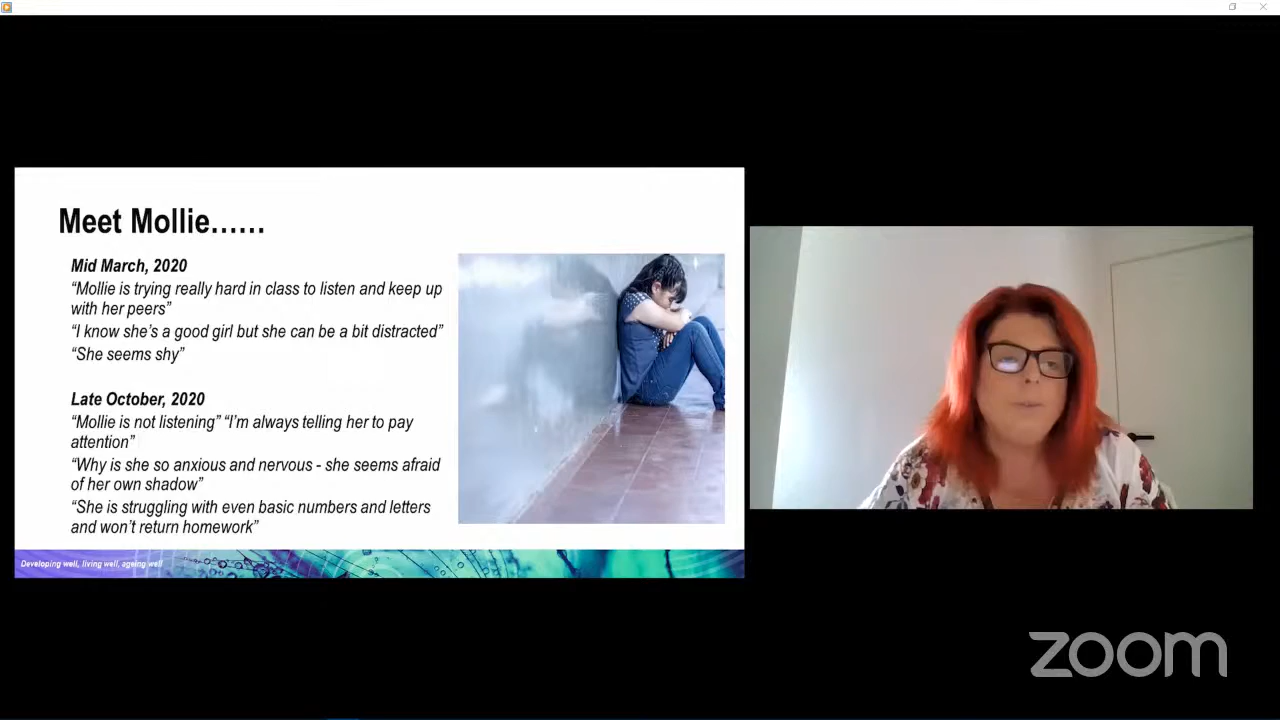 Meet Mollie……
Mid March, 2020
“Mollie is trying really hard in class to listen and keep up
with her peers”
“I know she’s a good girl but she can be a bit distracted”
“She seems shy”
Late October, 2020
“Mollie is not listening” “I’m always telling her to pay
attention”
“Why is she so anxious and nervous - she seems afraid
of her own shadow”
“She is struggling with even basic numbers and letters
and won’t return homework”
Developing well, living well, ageing well
zoom